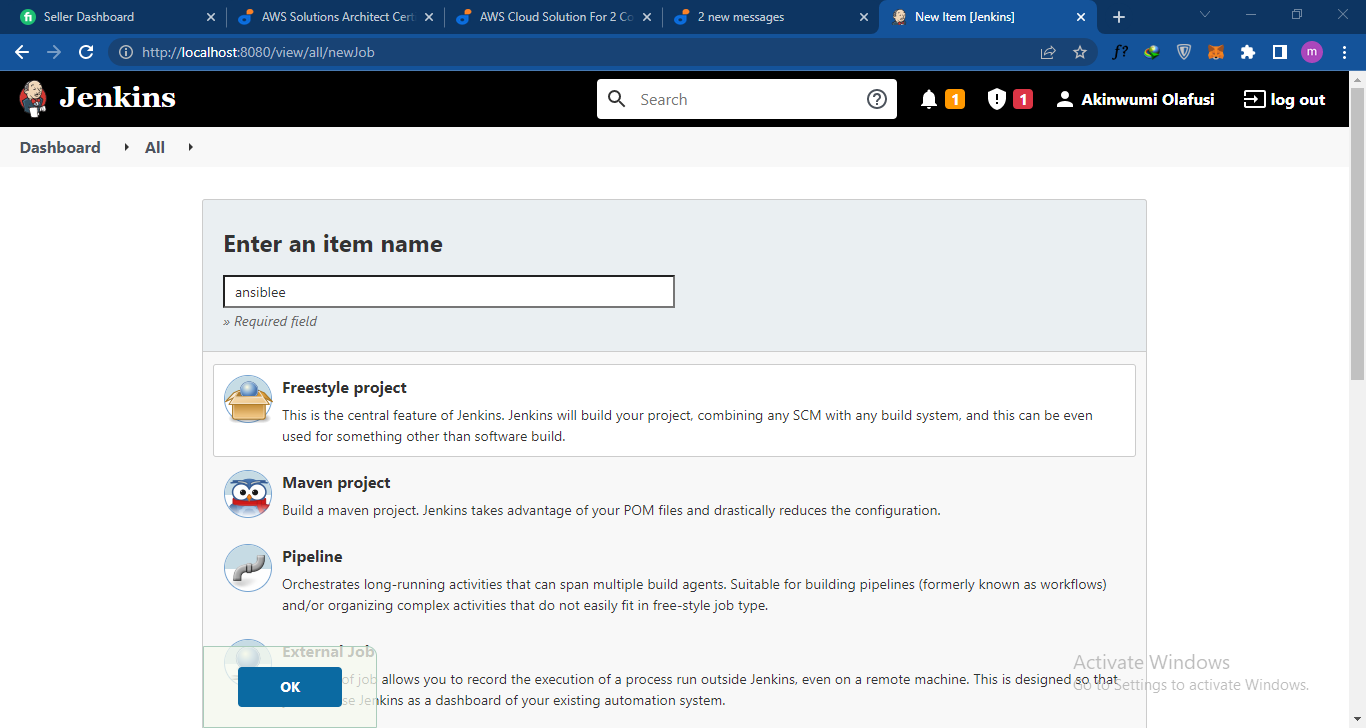 Seller Dashboard
AWS Solutions Architect Cert
AWS Cloud Solution For 2 Co
2 new messages
New Item [Jenkins]
http://localhost:8080/view/all/newJob
f?
m
Jenkins
Search
1
1
Akinwumi Olafusi
log out
Dashboard
All
Enter an item name
ansiblee
» Required field
Freestyle project
This is the central feature of Jenkins. Jenkins will build your project, combining any SCM with any build system, and this can be even
used for something other than software build.
Maven project
Build a maven project. Jenkins takes advantage of your POM files and drastically reduces the configuration.
Pipeline
Orchestrates long-running activities that can span multiple build agents. Suitable for building pipelines (formerly known as workflows)
and/or organizing complex activities that do not easily fit in free-style job type.
External Job
of job allows you to record the execution of a process run outside Jenkins, even on a remote machine. This is designed so that
se Jenkins as a dashboard of your existing automation system.
OK
Activate Windows
Go to Settings to activate Windows.